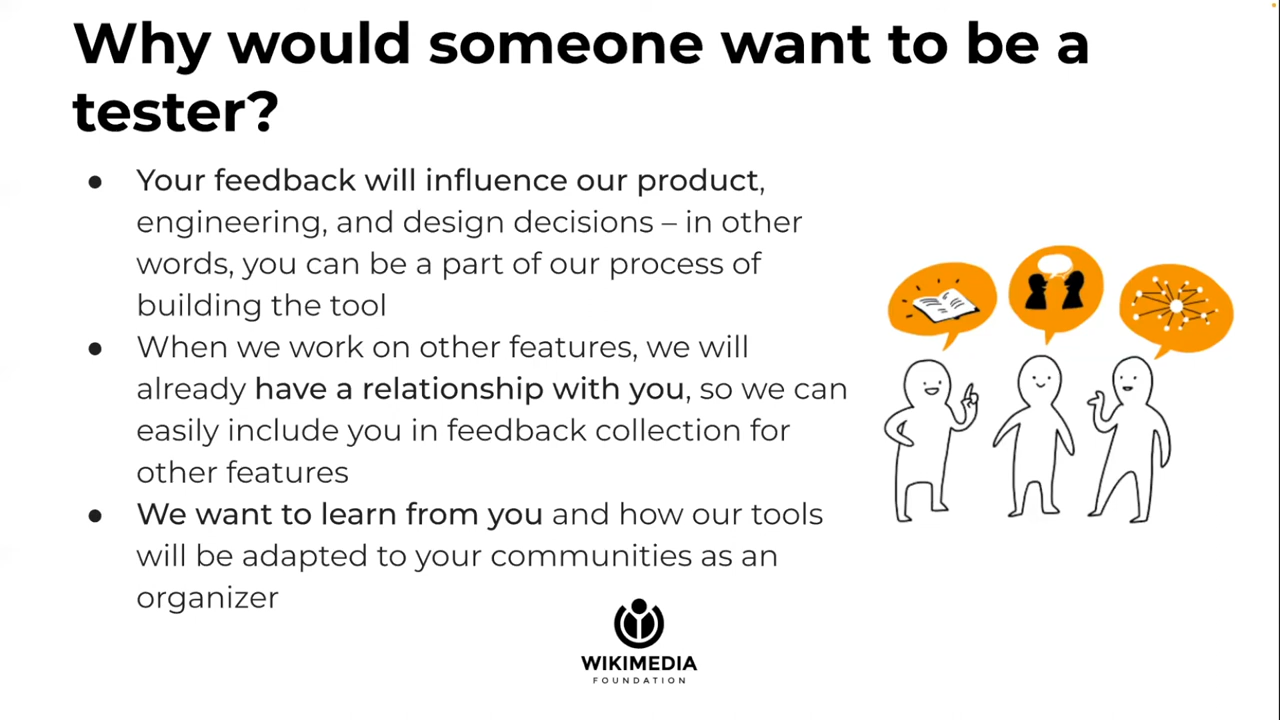 Why would someone want to be a
tester?
● Your feedback will influence our product,
engineering, and design decisions – in other
words, you can be a part of our process of
building the tool
● When we work on other features, we will
already have a relationship with you, so we can
easily include you in feedback collection for
other features
● We want to learn from you and how our tools
will be adapted to your communities as an
organizer
WIKIMEDIA
FOUNDATION